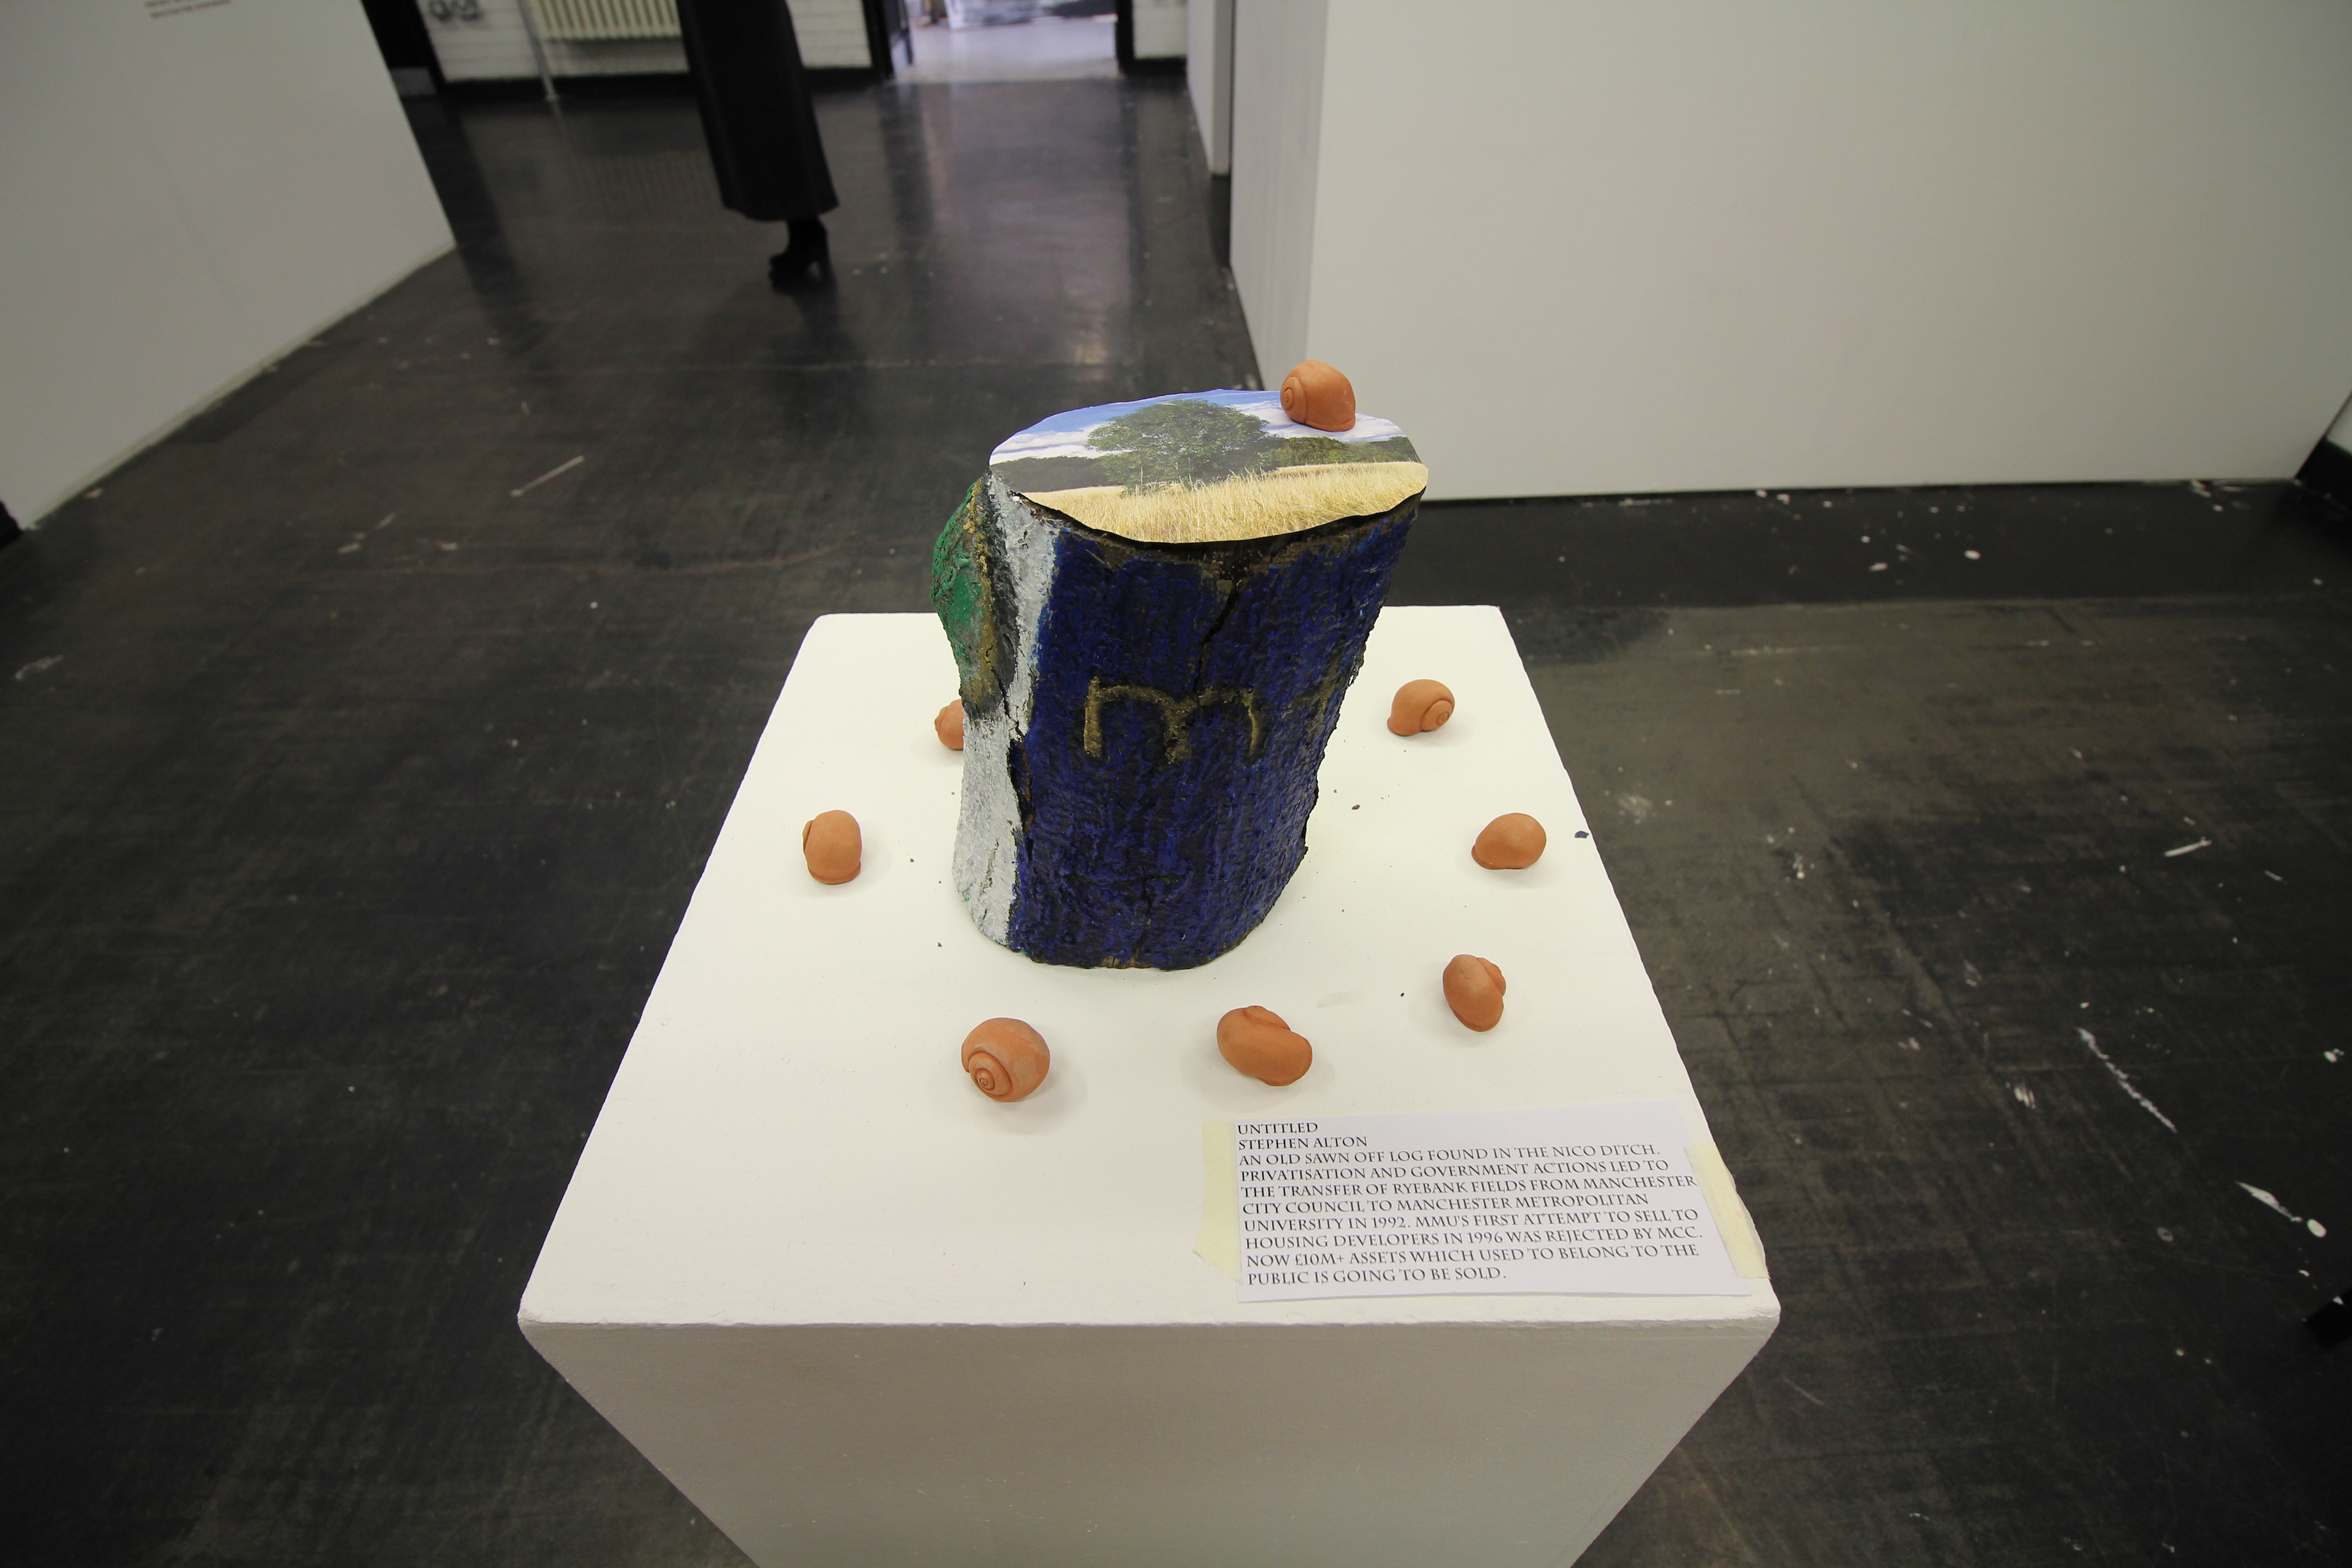 m
UNTITLED
STEPHEN ALTON
AN OLD SAWN OFF LOG FOUND IN THE NICO DITCH.
PRIVATISATION AND GOVERNMENT ACTIONS LED TO
THE TRANSFER OF RYEBANK FIELDS FROM MANCHESTER
CITY COUNCIL TO MANCHESTER METROPOLITAN
UNIVERSITY IN 1992. MMU'S FIRST ATTEMPT TO SELL TO
HOUSING DEVELOPERS IN 1996 WAS REJECTED BY MCC.
NOW £10M+ ASSETS WHICH USED TO BELONG TO THE
PUBLIC IS GOING TO BE SOLD.